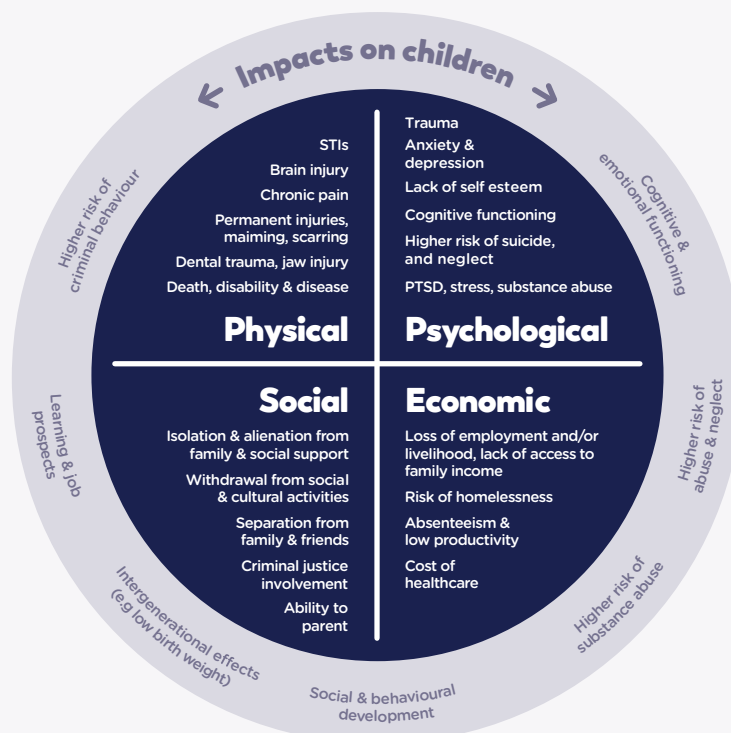 Impacts on children
STIs
Brain injury
Chronic pain
Permanent injuries,
maiming, scarring
Dental trauma, jaw injury
Death, disability & disease
Physical
Trauma
Anxiety &
depression
Lack of self esteem
Cognitive functioning
Higher risk of suicide,
and neglect
PTSD, stress, substance abuse
Psychological
Social
Isolation & alienation from
family & social support
Withdrawal from social
& cultural activities
Separation from
family & friends
Criminal justice
involvement
Ability to
parent
Economic
Loss of employment and/or
livelihood, lack of access to
family income
Risk of homelessness
Absenteeism &
low productivity
Cost of
healthcare
Cognitive &
emotional functioning
Higher risk of
abuse & neglect
Higher risk of
substance abuse
Social & behavioural
development
Intergenerational effects
(e.g low birth weight)
Learning & job
prospects
Higher risk of
criminal behaviour